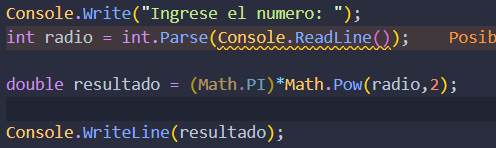 Console.Write("Ingrese el numero: ");
int radio = int.Parse(Console.ReadLine()); Posib
double resultado = (Math.PI)*Math.Pow(radio,2);
Console.WriteLine(resultado);